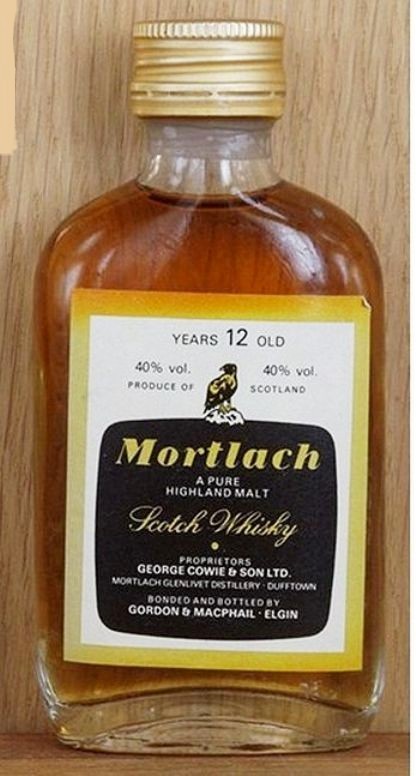 YEARS 12 OLD
40% vol. 40% vol.
PRODUCE OF SCOTLAND
Mortlach
A PURE
HIGHLAND MALT
Scotch Whisky
PROPRIETORS
GEORGE COWIE & SON LTD.
MORTLACH GLENLIVET DISTILLERY · DUFFTOWN
BONDED AND BOTTLED BY
GORDON & MACPHAIL · ELGIN